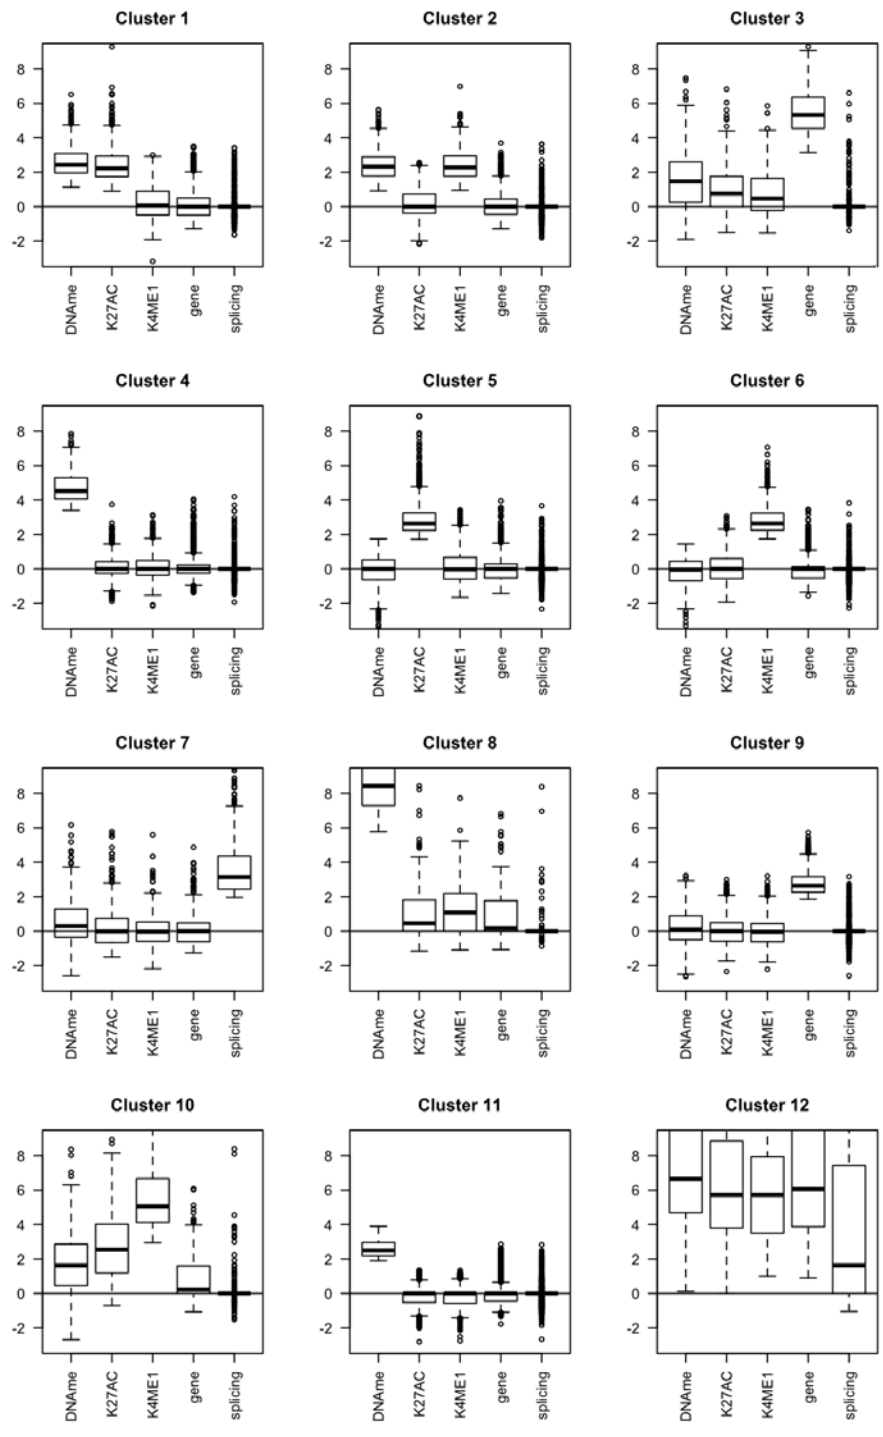 Cluster 1
8
6
4
2
0
-2
DNAme
K27AC
K4ME1
gene
splicing
Cluster 2
8
6
4
2
0
-2
DNAme
K27AC
K4ME1
gene
splicing
Cluster 3
8
6
4
2
0
-2
DNAme
K27AC
K4ME1
gene
splicing
Cluster 4
8
6
4
2
0
-2
DNAme
K27AC
K4ME1
gene
splicing
Cluster 5
8
6
4
2
0
-2
DNAme
K27AC
K4ME1
gene
splicing
Cluster 6
8
6
4
2
0
-2
DNAme
K27AC
K4ME1
gene
splicing
Cluster 7
8
6
4
2
0
-2
DNAme
K27AC
K4ME1
gene
splicing
Cluster 8
8
6
4
2
0
-2
DNAme
K27AC
K4ME1
gene
splicing
Cluster 9
8
6
4
2
0
-2
DNAme
K27AC
K4ME1
gene
splicing
Cluster 10
8
6
4
2
0
-2
DNAme
K27AC
K4ME1
gene
splicing
Cluster 11
8
6
4
2
0
-2
DNAme
K27AC
K4ME1
gene
splicing
Cluster 12
8
6
4
2
0
-2
DNAme
K27AC
K4ME1
gene
splicing